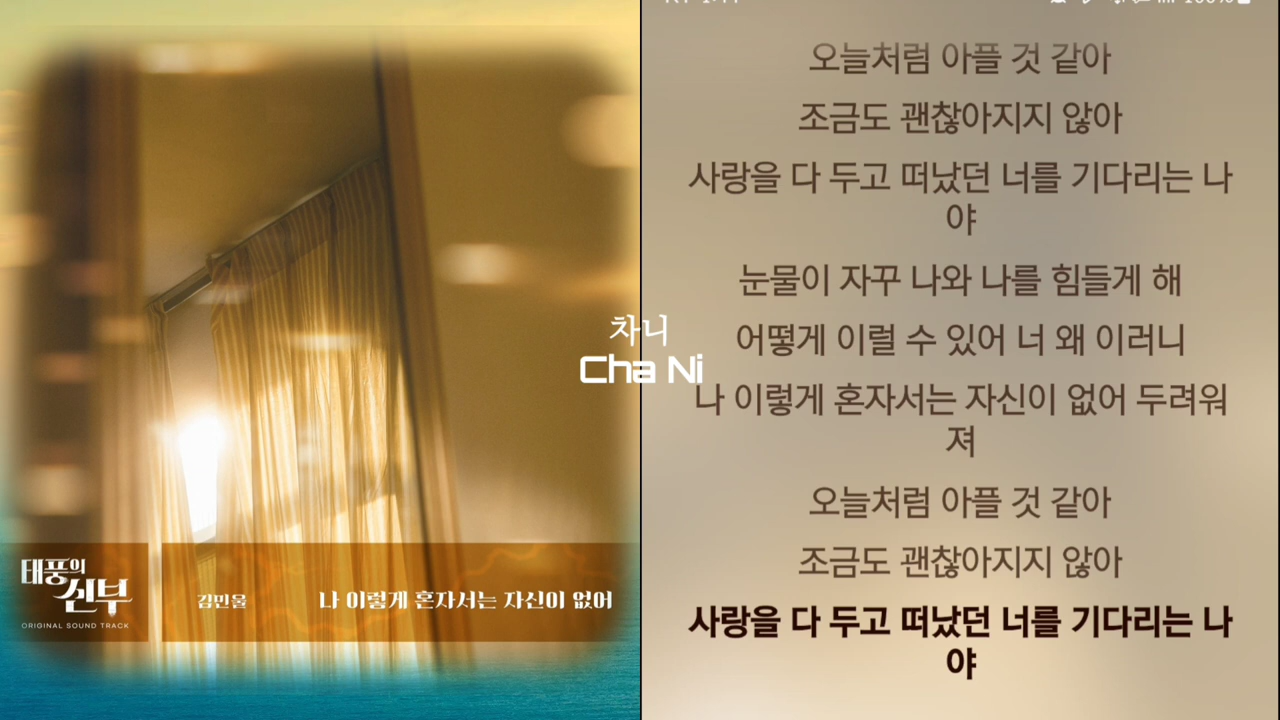 태풍의
신부
ORIGINAL SOUND TRACK
김민울
나 이렇게 혼자서는 자신이 없어
차니
Cha Ni
오늘처럼 아플 것 같아
조금도 괜찮아지지 않아
사랑을 다 두고 떠났던 너를 기다리는 나
야
눈물이 자꾸 나와 나를 힘들게 해
어떻게 이럴 수 있어 너 왜 이러니
나 이렇게 혼자서는 자신이 없어 두려워
져
오늘처럼 아플 것 같아
조금도 괜찮아지지 않아
사랑을 다 두고 떠났던 너를 기다리는 나
야